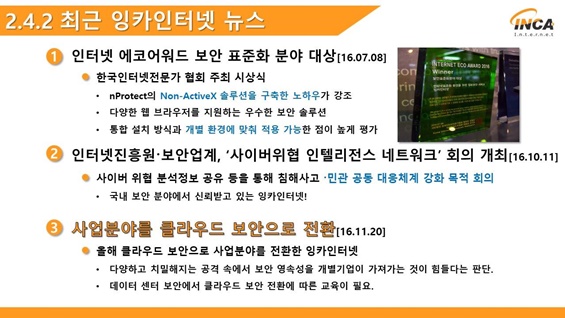 2.4.2 최근 잉카인터넷 뉴스
INCA
Internet
1 인터넷 에코어워드 보안 표준화 분야 대상[16.07.08]
한국인터넷전문가 협회 주최 시상식
• nProtect의 Non-ActiveX 솔루션을 구축한 노하우가 강조
• 다양한 웹 브라우저를 지원하는 우수한 보안 솔루션
• 통합 설치 방식과 개별 환경에 맞춰 적용 가능한 점이 높게 평가
INTERNET ECO AWARD 2016
Winner
2 인터넷진흥원·보안업계, ‘사이버위협 인텔리전스 네트워크’ 회의 개최[16.10.11]
사이버 위협 분석정보 공유 등을 통해 침해사고 ·민관 공동 대응체계 강화 목적 회의
• 국내 보안 분야에서 신뢰받고 있는 잉카인터넷!
3 사업분야를 클라우드 보안으로 전환[16.11.20]
올해 클라우드 보안으로 사업분야를 전환한 잉카인터넷
• 다양하고 치밀해지는 공격 속에서 보안 영속성을 개별기업이 가져가는 것이 힘들다는 판단.
• 데이터 센터 보안에서 클라우드 보안 전환에 따른 교육이 필요.